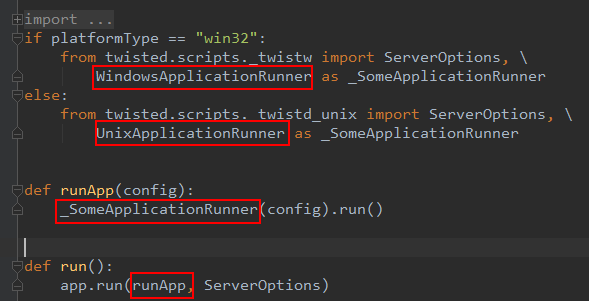 import ...
if platformType == "win32":
from twisted.scripts._twistw import ServerOptions, \
WindowsApplicationRunner as _SomeApplicationRunner
else:
from twisted.scripts._twistd_unix import ServerOptions, \
UnixApplicationRunner as _SomeApplicationRunner
def runApp(config):
_SomeApplicationRunner(config).run()
def run():
app.run(runApp, ServerOptions)